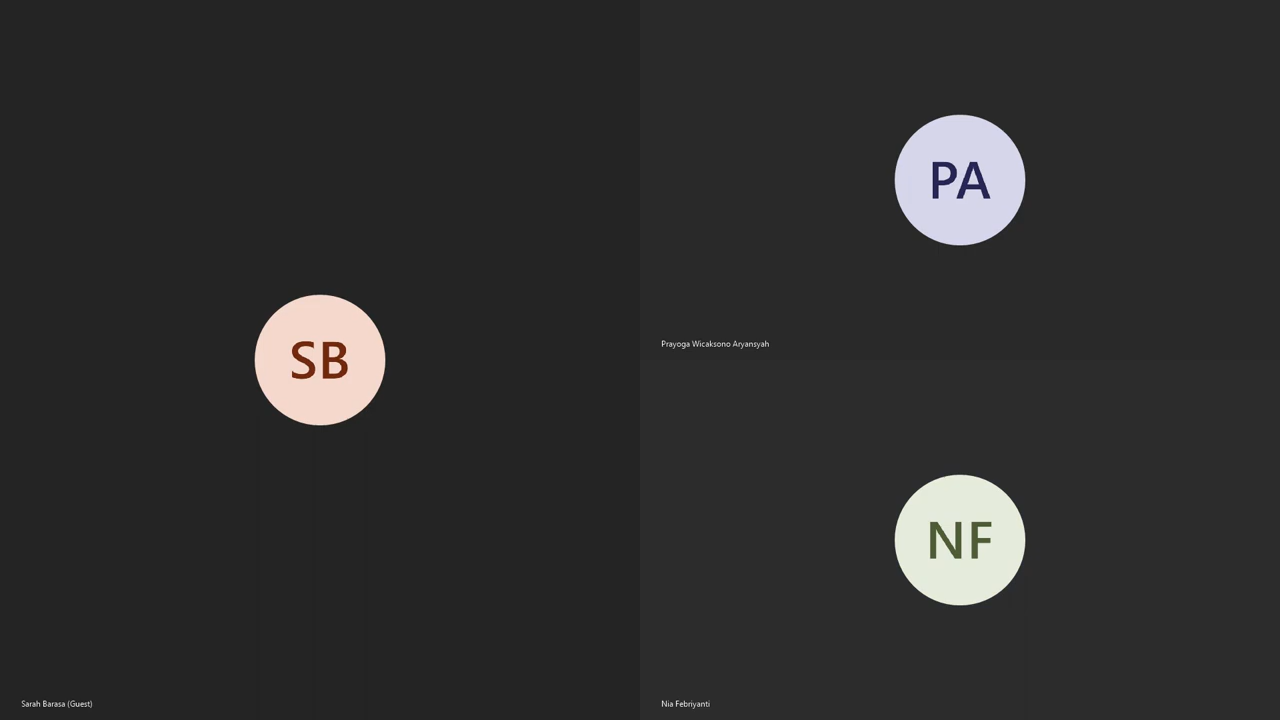 SB
Sarah Barasa (Guest)
PA
Prayoga Wicaksono Aryansyah
NF
Nia Febriyanti